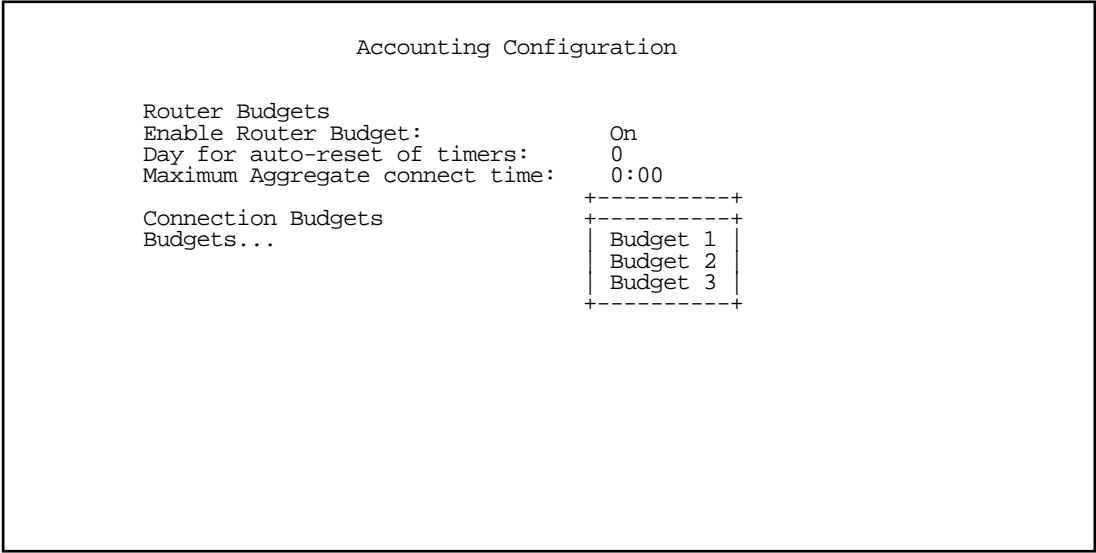 Accounting Configuration
Router Budgets
Enable Router Budget: On
Day for auto-reset of timers: 0
Maximum Aggregate connect time: 0:00
+----------+
Connection Budgets +----------+
Budgets... | Budget 1 |
| Budget 2 |
| Budget 3 |
+----------+